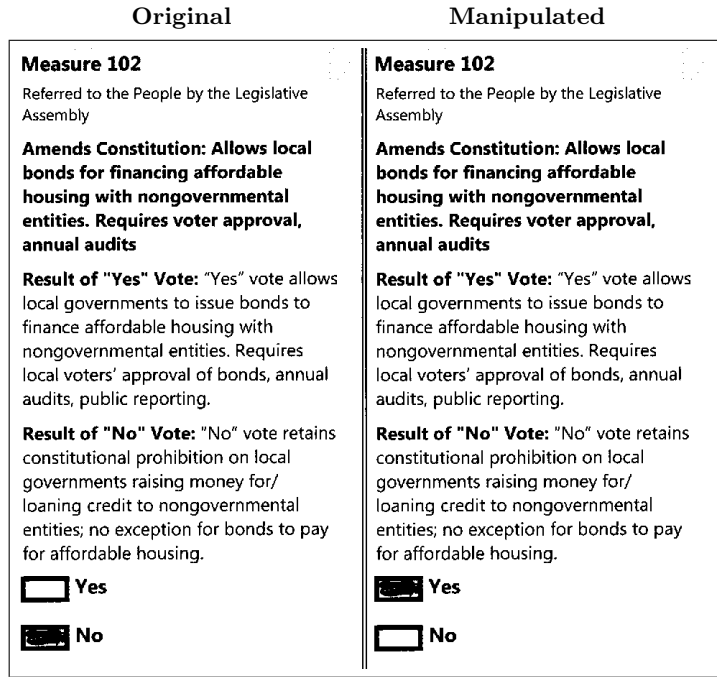 Original
Manipulated
Measure 102
Referred to the People by the Legislative
Assembly
Amends Constitution: Allows local
bonds for financing affordable
housing with nongovernmental
entities. Requires voter approval,
annual audits
Result of "Yes" Vote: “Yes” vote allows
local governments to issue bonds to
finance affordable housing with
nongovernmental entities. Requires
local voters’ approval of bonds, annual
audits, public reporting.
Result of "No" Vote: “No” vote retains
constitutional prohibition on local
governments raising money for/
loaning credit to nongovernmental
entities; no exception for bonds to pay
for affordable housing.
Yes
No
Measure 102
Referred to the People by the Legislative
Assembly
Amends Constitution: Allows local
bonds for financing affordable
housing with nongovernmental
entities. Requires voter approval,
annual audits
Result of "Yes" Vote: “Yes” vote allows
local governments to issue bonds to
finance affordable housing with
nongovernmental entities. Requires
local voters’ approval of bonds, annual
audits, public reporting.
Result of "No" Vote: “No” vote retains
constitutional prohibition on local
governments raising money for/
loaning credit to nongovernmental
entities; no exception for bonds to pay
for affordable housing.
Yes
No